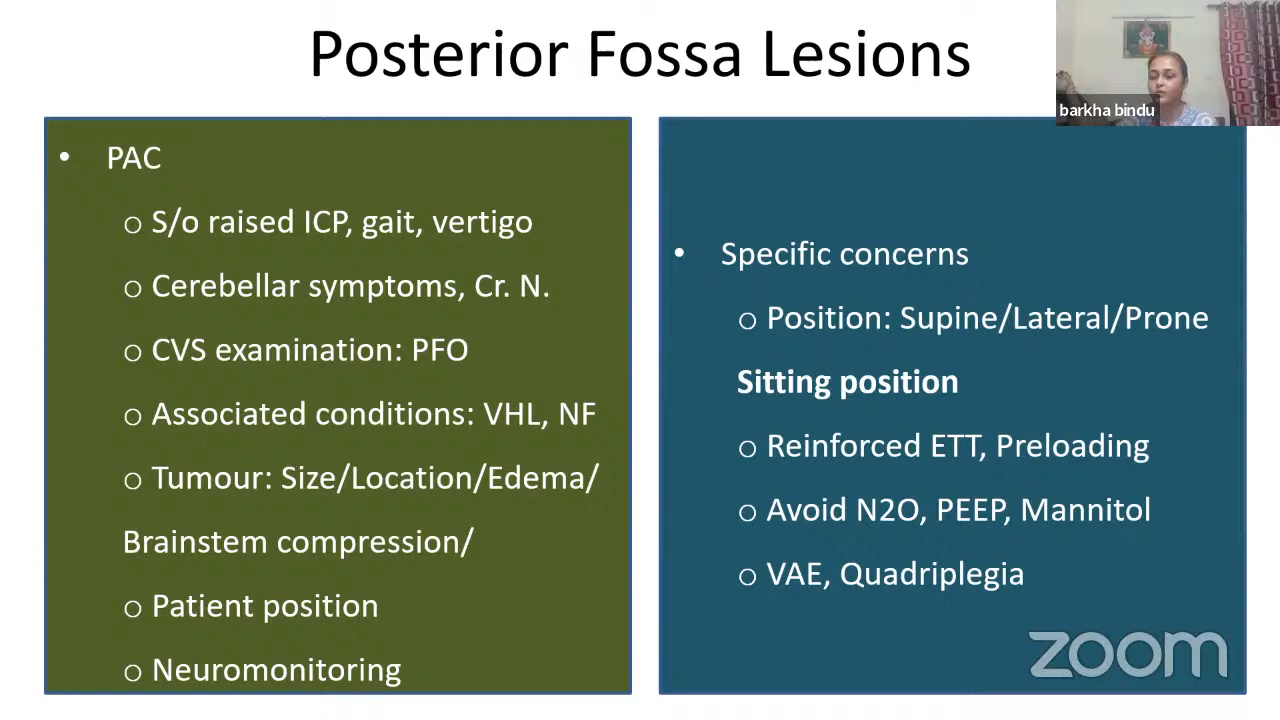 Posterior Fossa Lesions
barkha bindu
• PAC
o S/o raised ICP, gait, vertigo
o Cerebellar symptoms, Cr. N.
o CVS examination: PFO
o Associated conditions: VHL, NF
o Tumour: Size/Location/Edema/
Brainstem compression/
o Patient position
o Neuromonitoring
• Specific concerns
o Position: Supine/Lateral/Prone
Sitting position
o Reinforced ETT, Preloading
o Avoid N2O, PEEP, Mannitol
o VAE, Quadriplegia
zoom